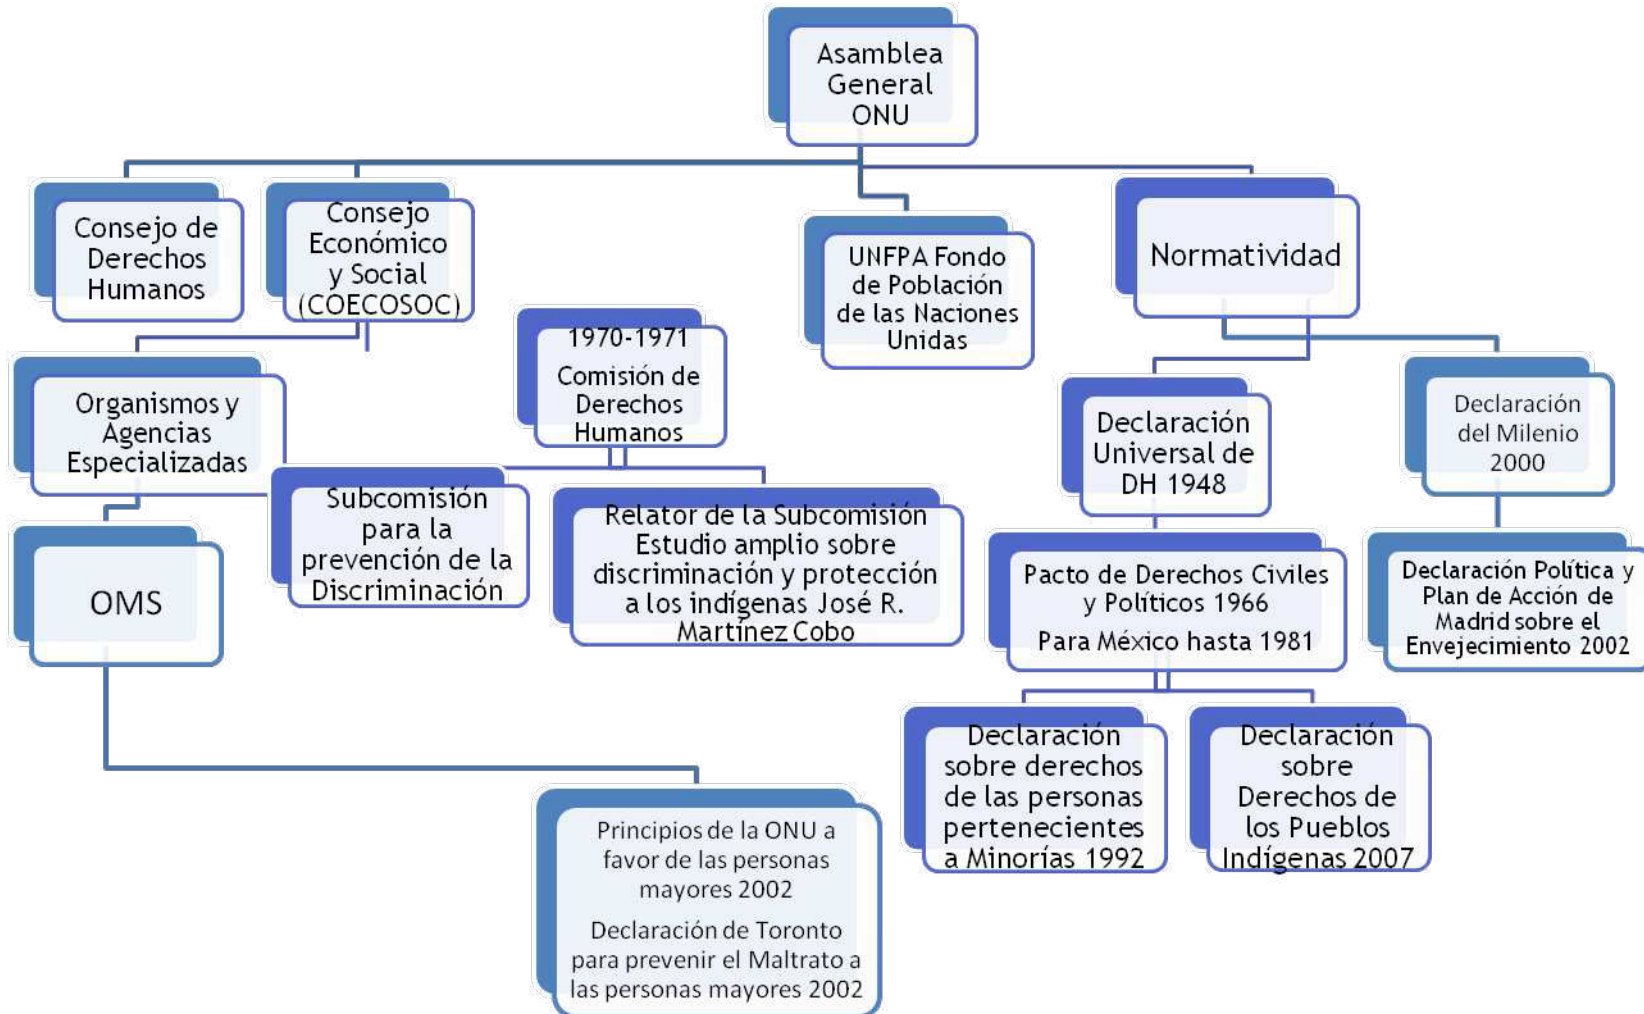 Asamblea
General
ONU
Consejo de
Derechos
Humanos
Consejo
Económico
y Social
(COECOSOC)
UNFPA Fondo
de Población
de las Naciones
Unidas
Normatividad
Organismos y
Agencias
Especializadas
1970-1971
Comisión de
Derechos
Humanos
Declaración
Universal de
DH 1948
Declaración
del Milenio
2000
OMS
Subcomisión
para la
prevención de la
Discriminación
Relator de la Subcomisión
Estudio amplio sobre
discriminación y protección
a los indígenas José R.
Martínez Cobo
Pacto de Derechos Civiles
y Políticos 1966
Para México hasta 1981
Declaración Política y
Plan de Acción de
Madrid sobre el
Envejecimiento 2002
Declaración
sobre derechos
de las personas
pertenecientes
a Minorías 1992
Declaración
sobre
Derechos de
los Pueblos
Indígenas 2007
Principios de la ONU a
favor de las personas
mayores 2002
Declaración de Toronto
para prevenir el Maltrato a
las personas mayores 2002